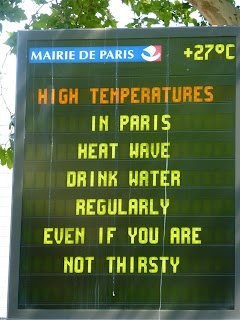 MAIRIE DE PARIS +27°C
HIGH TEMPERATURES
IN PARIS
HEAT WAVE
DRINK WATER
REGULARLY
EVEN IF YOU ARE
NOT THIRSTY